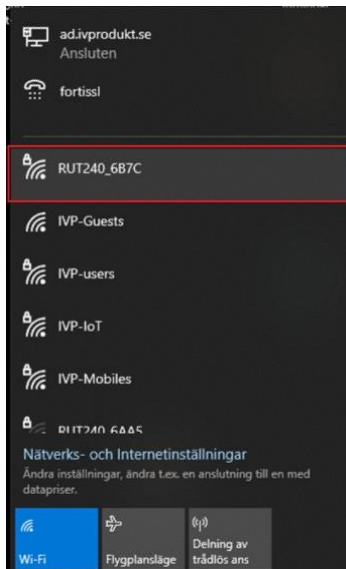 ad.ivprodukt.se
Ansluten
fortissl
RUT240_6B7C
IVP-Guests
IVP-users
IVP-IoT
IVP-Mobiles
RUT240_6AA5
Nätverks- och Internetinställningar
Ändra inställningar, ändra t.ex. en anslutning till en med
datapriser.
Wi-Fi
Flygplansläge
Delning av
trådlös ans